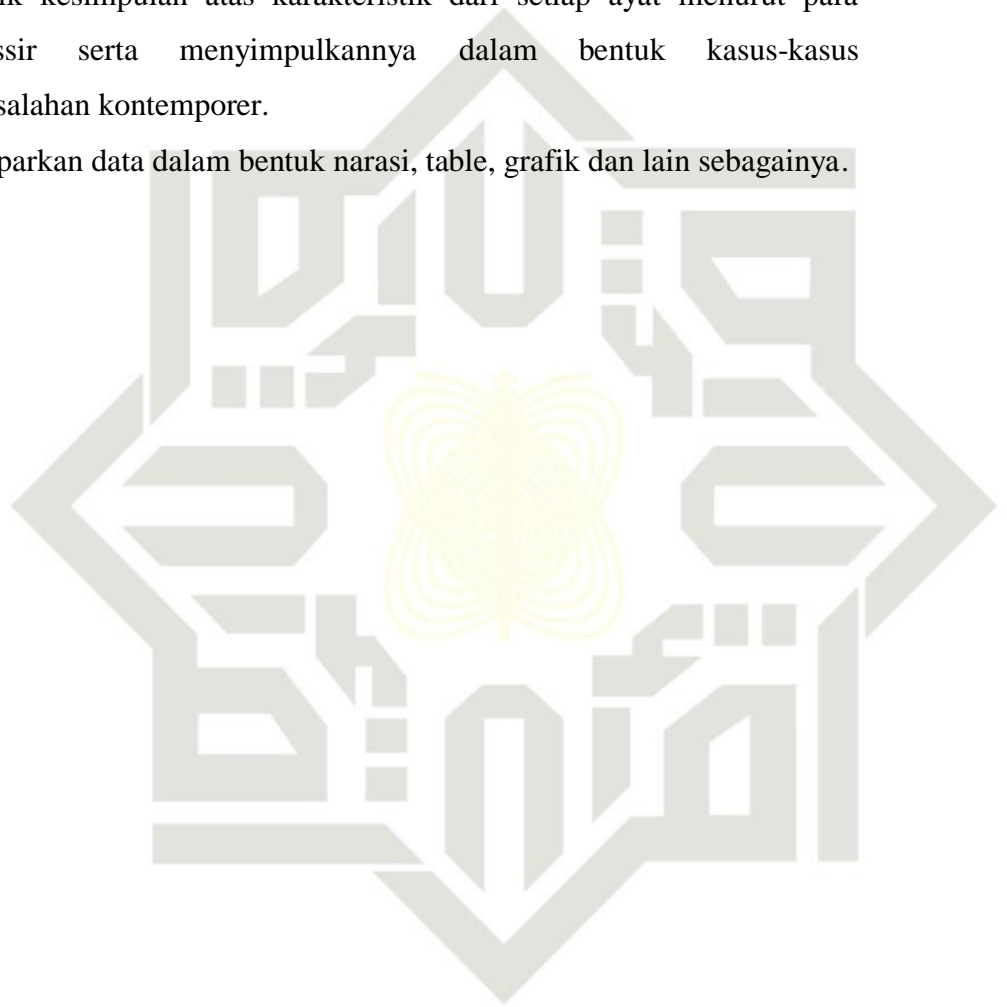 ik kesimpulan atas karakteristik dari setiap ayat menurut para
ssir serta menyimpulkannya dalam bentuk kasus-kasus
salahan kontemporer.
parkan data dalam bentuk narasi, table, grafik dan lain sebagainya.